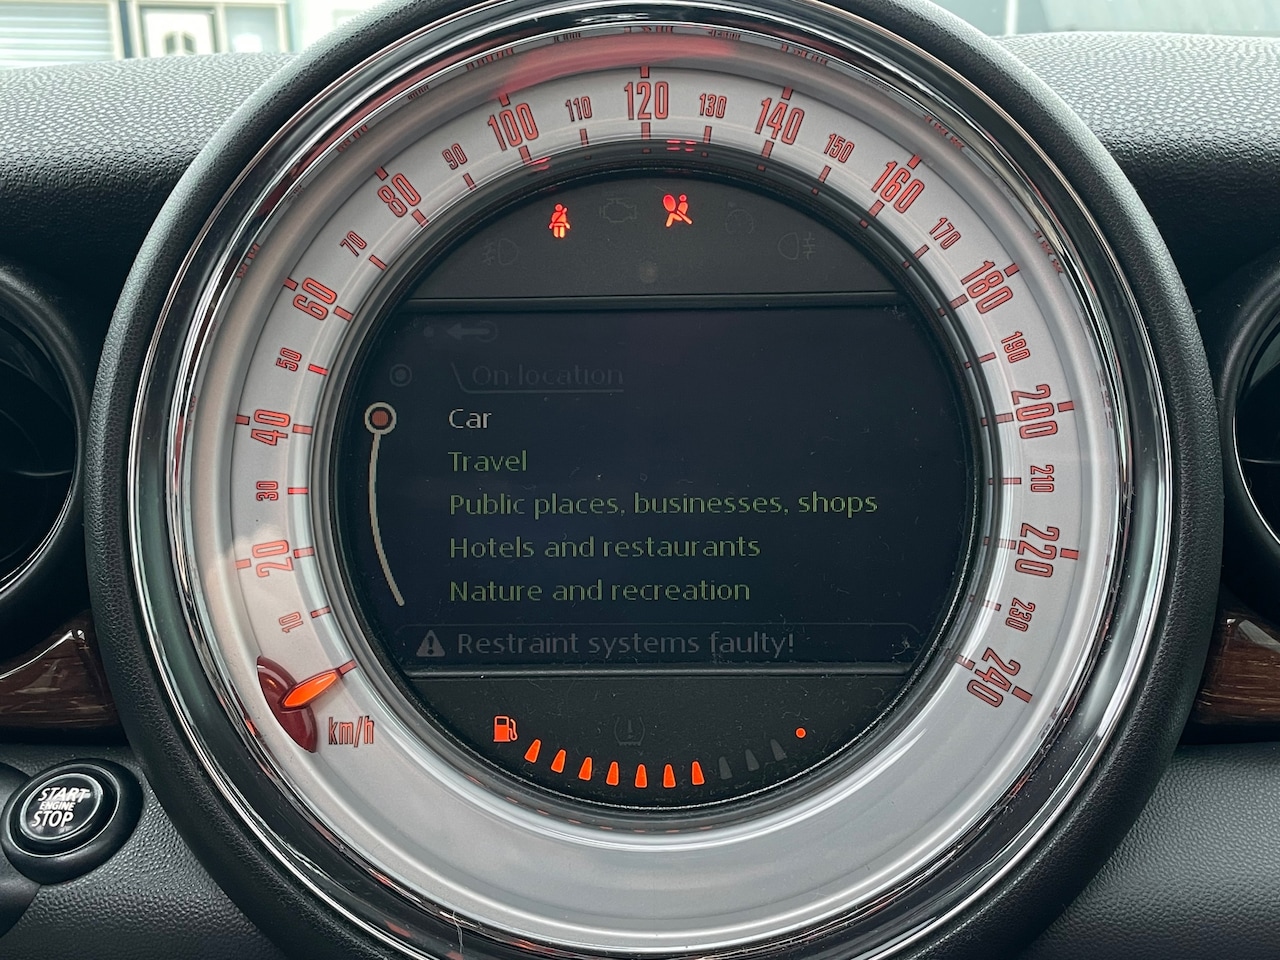 10
20
30
40
50
60
70
80
90
100
110
120
130
140
150
160
170
180
190
200
210
220
230
240
km/h
On location
Car
Travel
Public places, businesses, shops
Hotels and restaurants
Nature and recreation
Restraint systems faulty!
START
ENGINE
STOP